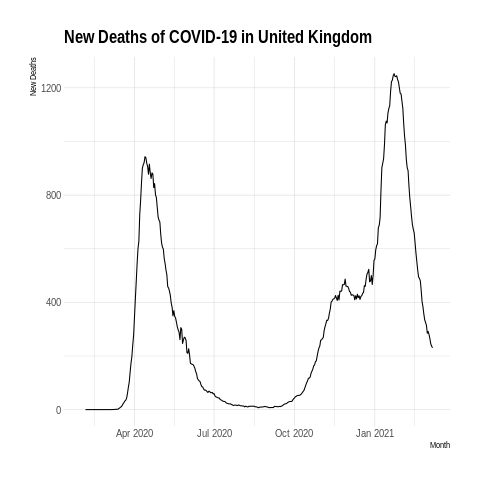 New Deaths of COVID-19 in United Kingdom
New Deaths
1200
800
400
0
Apr 2020 Jul 2020 Oct 2020 Jan 2021
Month